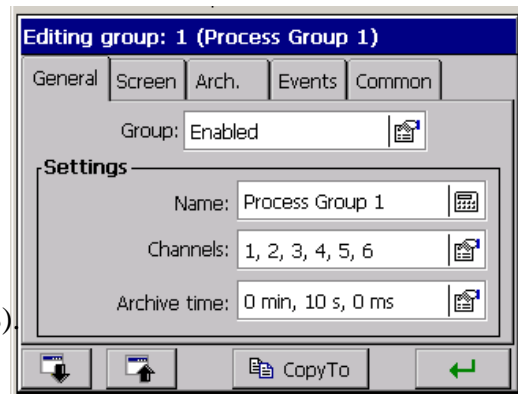 Editing group: 1 (Process Group 1)
General Screen Arch. Events Common
Group: Enabled
Settings
Name: Process Group 1
Channels: 1, 2, 3, 4, 5, 6
Archive time: 0 min, 10 s, 0 ms
).
CopyTo